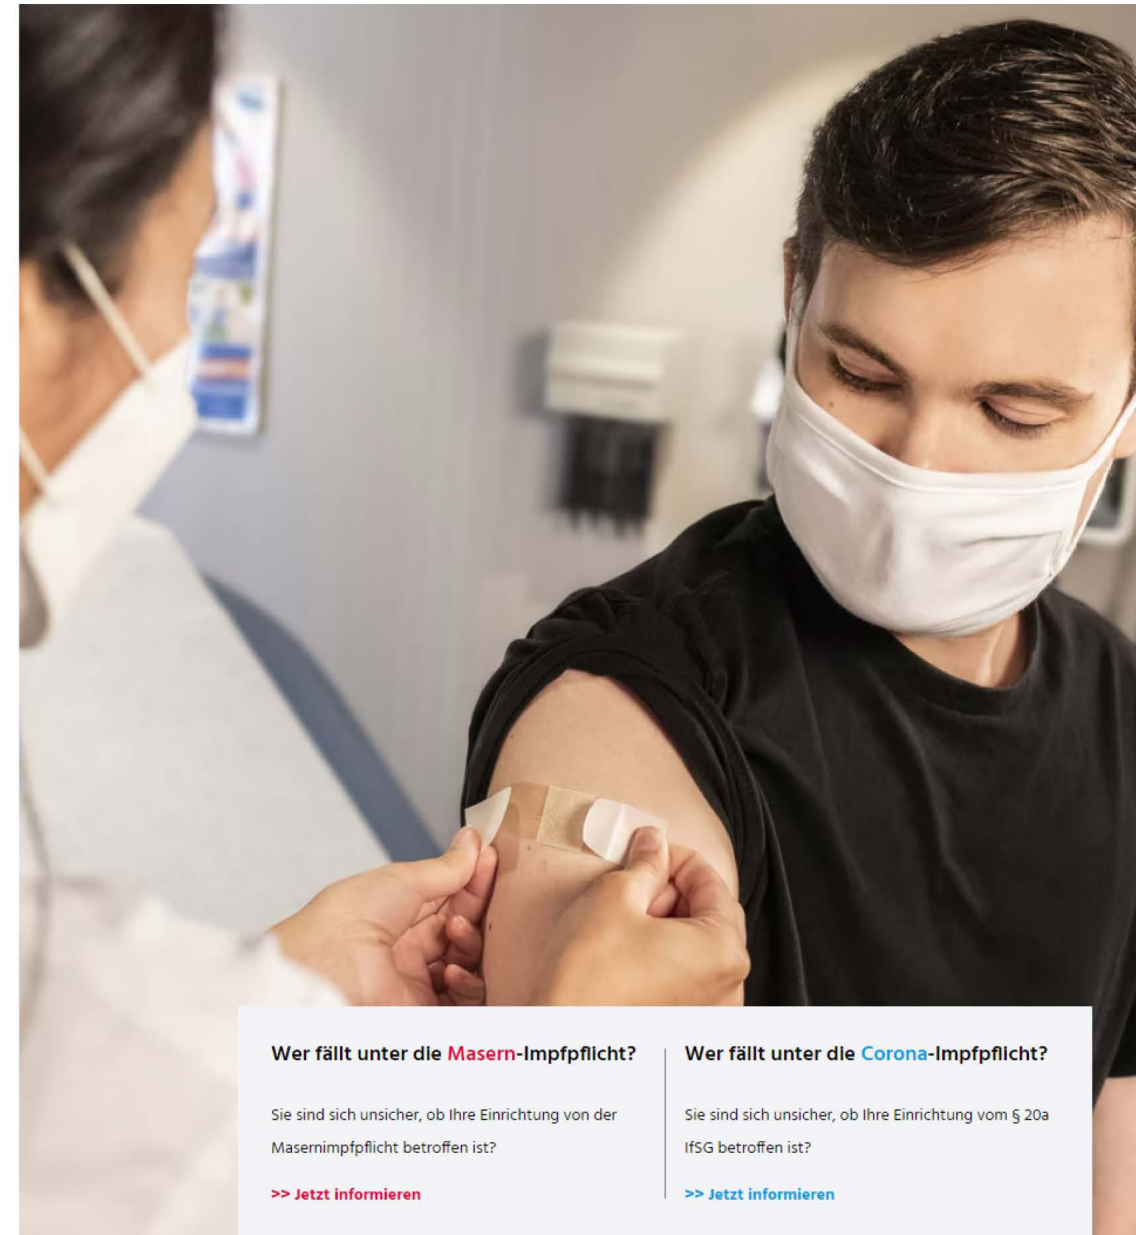 Wer fällt unter die Masern-Impfpflicht?
Sie sind sich unsicher, ob Ihre Einrichtung von der
Masernimpfpflicht betroffen ist?
>> Jetzt informieren
Wer fällt unter die Corona-Impfpflicht?
Sie sind sich unsicher, ob Ihre Einrichtung vom § 20a
IfSG betroffen ist?
>> Jetzt informieren